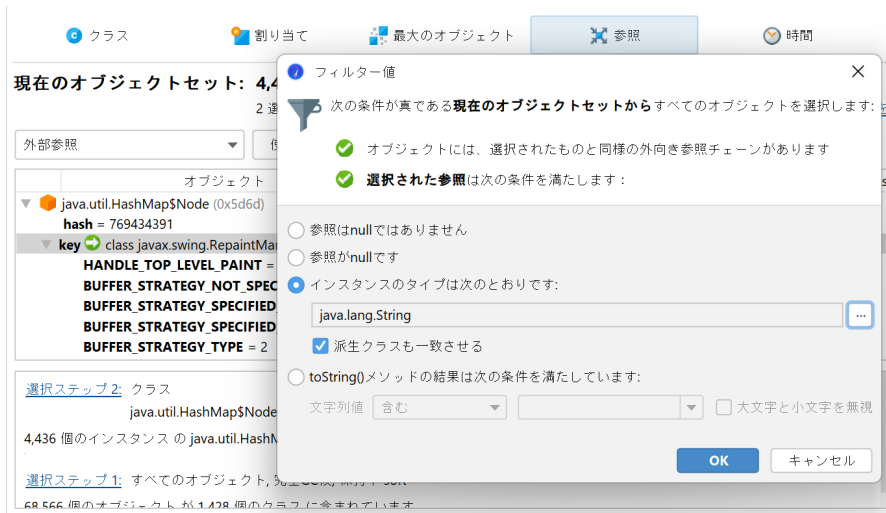 クラス
割り当て
最大のオブジェクト
参照
時間
現在のオブジェクトセット: 4,4
2 選
外部参照
オブジェクト
java.util.HashMap$Node (0x5d6d)
hash = 769434391
key class javax.swing.RepaintMa
HANDLE_TOP_LEVEL_PAINT =
BUFFER_STRATEGY_NOT_SPEC
BUFFER_STRATEGY_SPECIFIED_
BUFFER_STRATEGY_SPECIFIED_
BUFFER_STRATEGY_TYPE = 2
選択ステップ 2: クラス
java.util.HashMap$Node
4,436 個のインスタンス の java.util.HashM
選択ステップ 1: すべてのオブジェクト,
68,566 個のオブジェクト が 1,428 個のクラス に含まれています
フィルター値
次の条件が真である現在のオブジェクトセットからすべてのオブジェクトを選択します:
オブジェクトには、選択されたものと同様の外向き参照チェーンがあります
選択された参照は次の条件を満たします:
参照はnullではありません
参照がnullです
インスタンスのタイプは次のとおりです:
java.lang.String
...
派生クラスも一致させる
toString()メソッドの結果は次の条件を満たしています:
文字列値 含む 大文字と小文字を無視
OK キャンセル